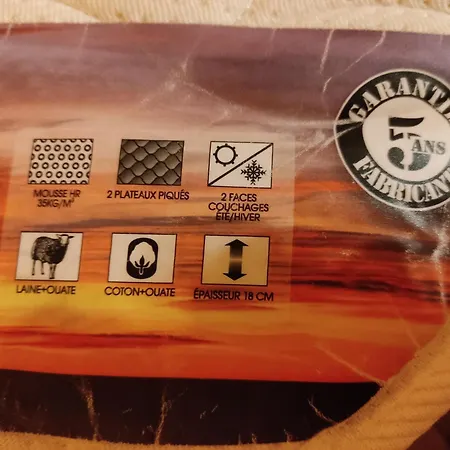 GARANTIE
5 ANS
FABRICANT
MOUSSE HR
35KG/M³
2 PLATEAUX PIQUÉS
2 FACES
COUCHAGES
ÉTÉ/HIVER
LAINE+OUATE
COTON+OUATE
ÉPAISSEUR 18 CM